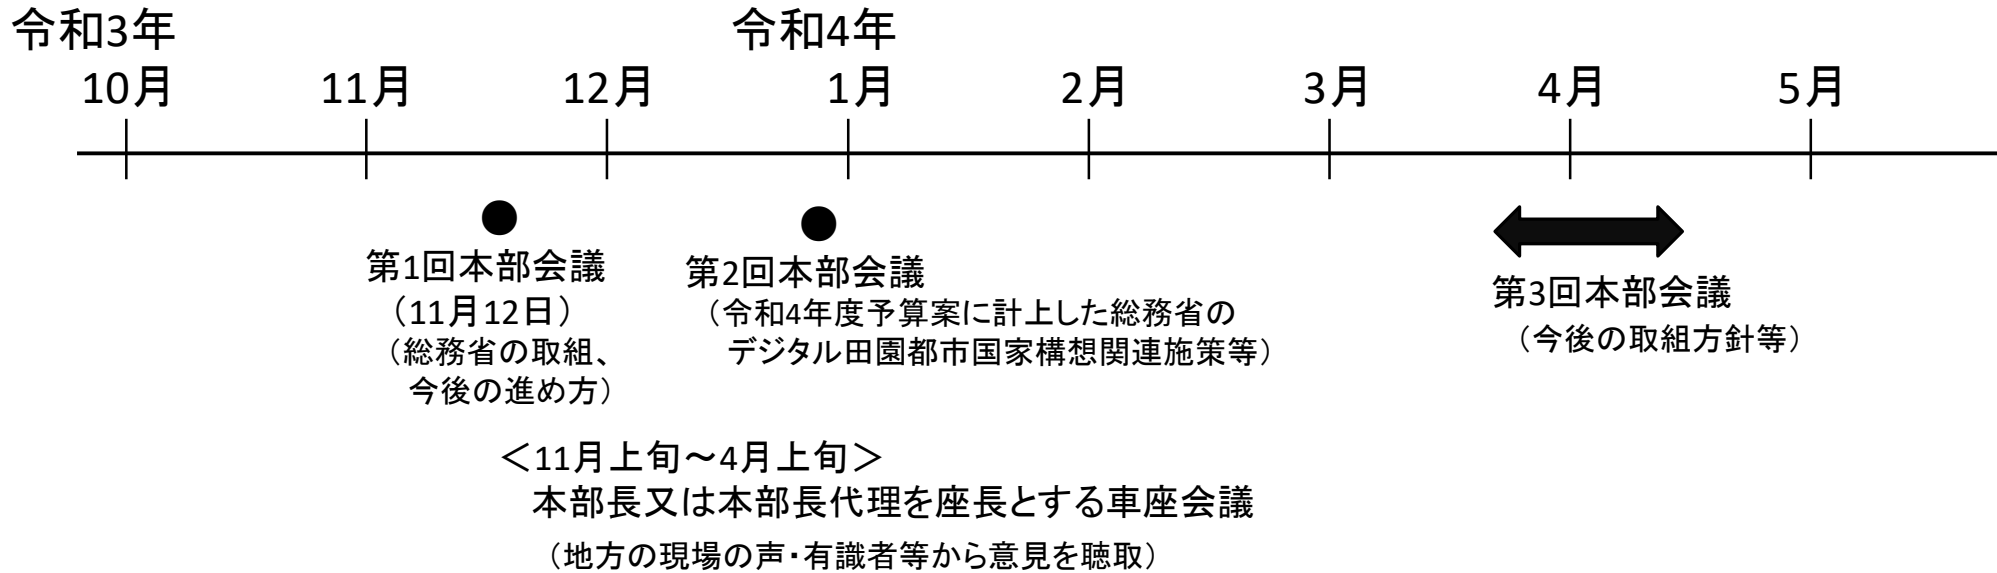 令和3年
令和4年
10月 11月 12月 1月 2月 3月 4月 5月
第1回本部会議
（11月12日）
（総務省の取組、
今後の進め方）
第2回本部会議
（令和4年度予算案に計上した総務省の
デジタル田園都市国家構想関連施策等）
第3回本部会議
（今後の取組方針等）
＜11月上旬～4月上旬＞
本部長又は本部長代理を座長とする車座会議
（地方の現場の声・有識者等から意見を聴取）